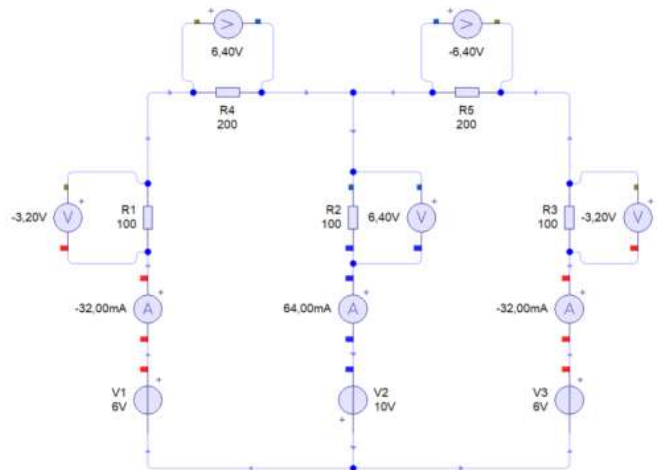 + V
6,40V
+ V
-6,40V
R4
200
R5
200
-3,20V
V +
R1
100
R2
100
6,40V
V +
R3
100
-3,20V
V +
-32,00mA
A +
64,00mA
A +
-32,00mA
A +
V1
6V
+
V2
10V
+
V3
6V
+